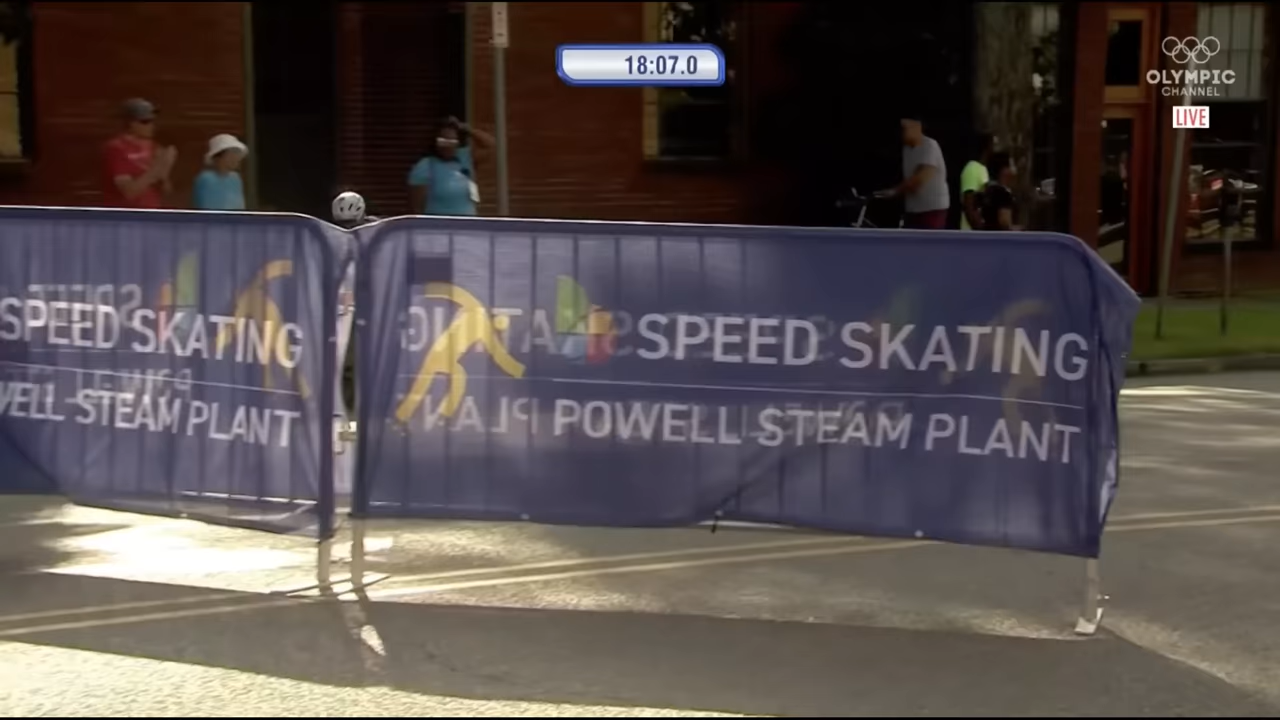 18:07.0
OLYMPIC
CHANNEL
LIVE
SPEED SKATING
WELL STEAM PLANT
SPEED SKATING
POWELL STEAM PLANT